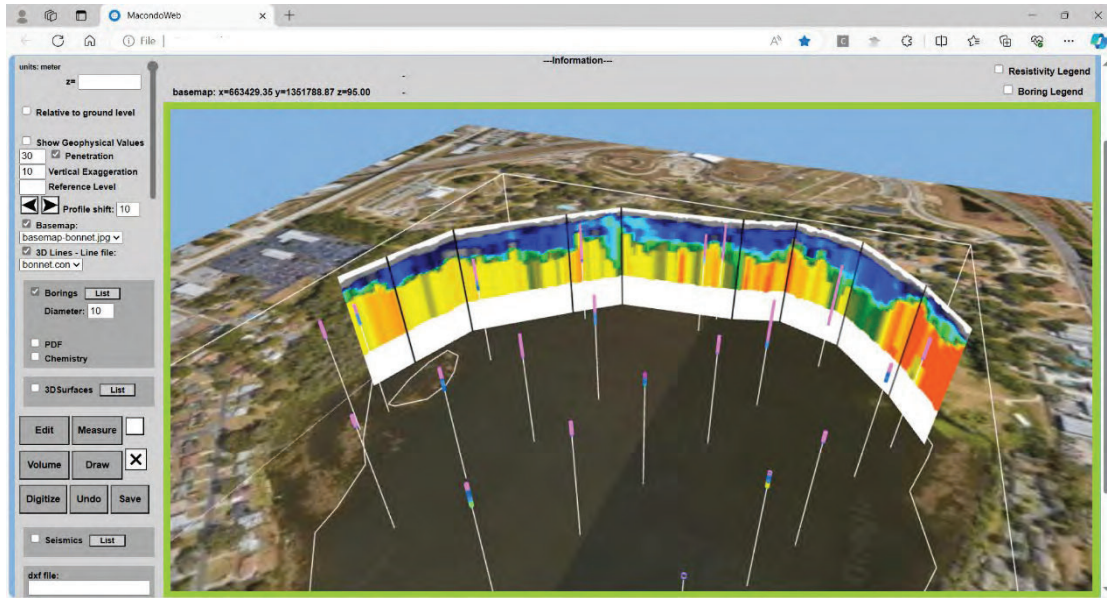 MacondoWeb
File
units: meter
z=
Relative to ground level
Show Geophysical Values
30 Penetration
10 Vertical Exaggeration
Reference Level
Profile shift: 10
Basemap:
basemap-bonnet.jpg
3D Lines - Line file:
bonnet.con
Borings List
Diameter: 10
PDF
Chemistry
3DSurfaces List
Edit Measure
Volume Draw X
Digitize Undo Save
Seismics List
dxf file:
---Information---
basemap: x=663429.35 y=1351788.87 z=95.00
Resistivity Legend
Boring Legend